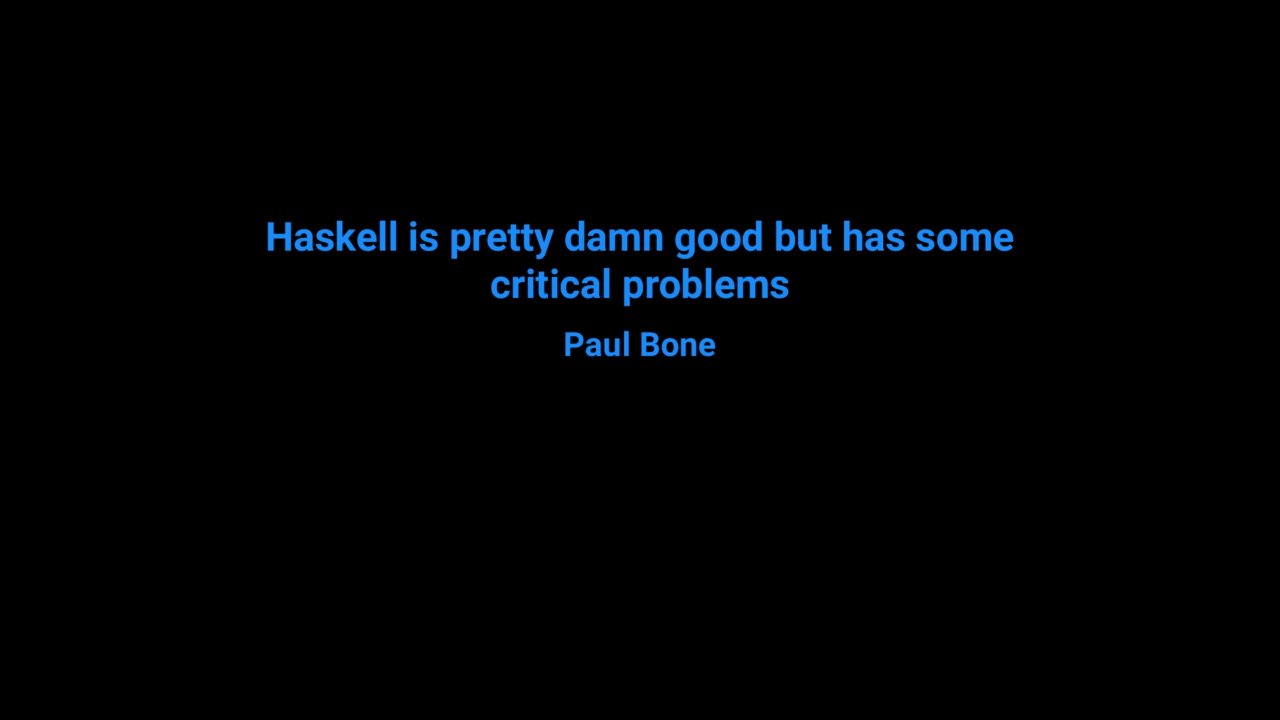 Haskell is pretty damn good but has some
critical problems
Paul Bone